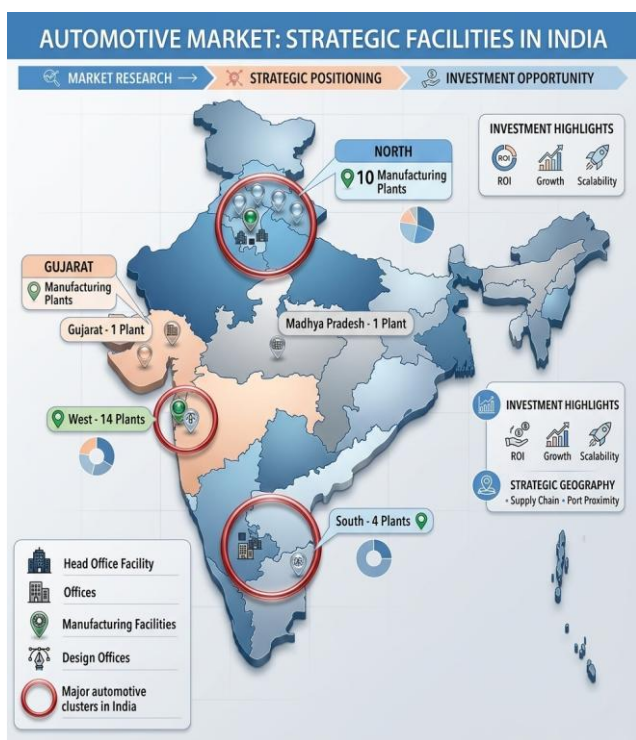 AUTOMOTIVE MARKET: STRATEGIC FACILITIES IN INDIA
MARKET RESEARCH →
STRATEGIC POSITIONING
INVESTMENT OPPORTUNITY
INVESTMENT HIGHLIGHTS
ROI
ROI
Growth
Scalability
NORTH
10 Manufacturing
Plants
GUJARAT
Manufacturing
Plants
Gujarat - 1 Plant
Madhya Pradesh - 1 Plant
West - 14 Plants
INVESTMENT HIGHLIGHTS
ROI
Growth
Scalability
STRATEGIC GEOGRAPHY
• Supply Chain • Port Proximity
South - 4 Plants
Head Office Facility
Offices
Manufacturing Facilities
Design Offices
Major automotive
clusters in India